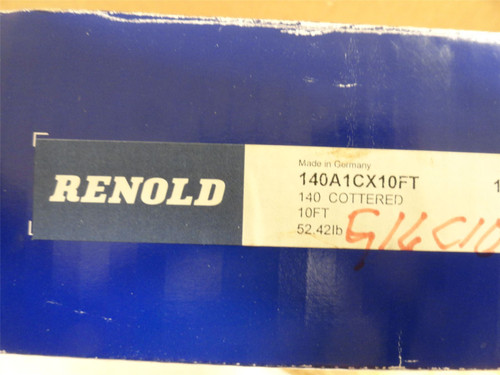 RENOLD
Made in Germany
140A1CX10FT
140 COTTERED
10FT
52,42lb